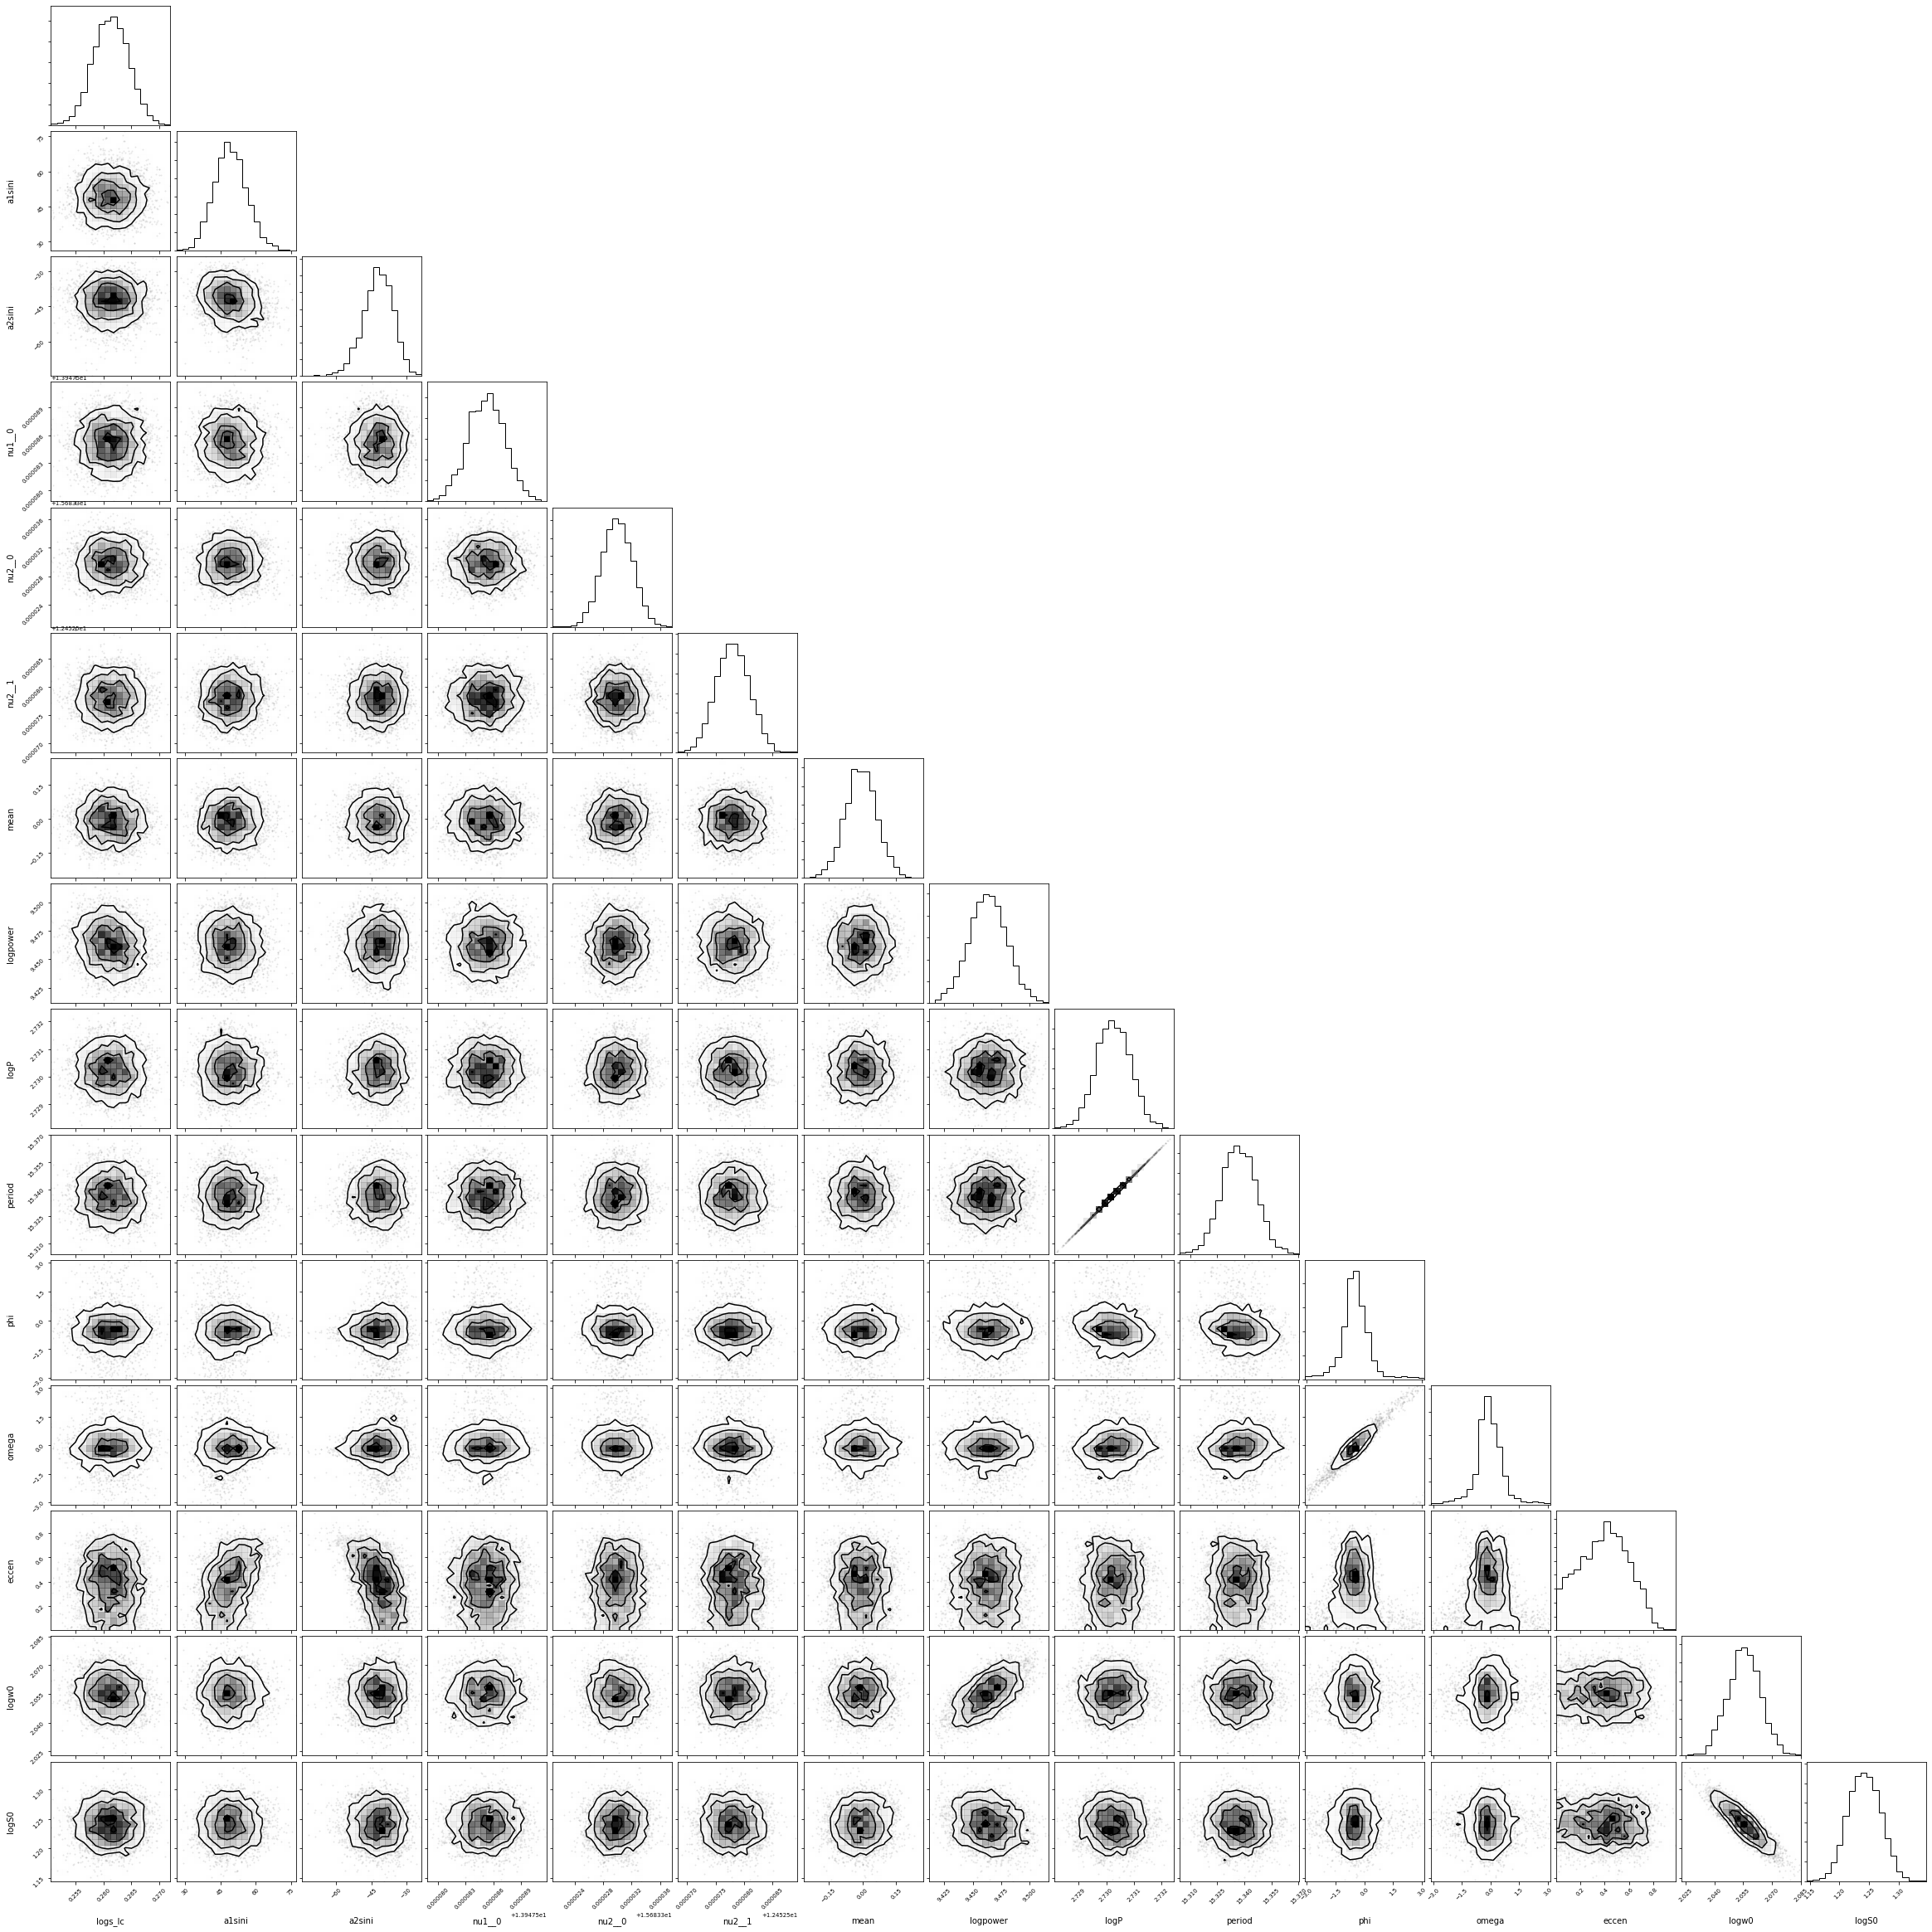 75
60
a1sini
45
30
−30
a2sini
−45
−60
+1.39475e1
0.000089
nu1__0
0.000086
0.000083
0.000080
+1.56833e1
0.000036
nu2__0
0.000032
0.000028
0.000024
+1.24525e1
0.000085
nu2__1
0.000080
0.000075
0.000070
0.15
mean
0.00
−0.15
9.500
logpower
9.475
9.450
9.425
2.732
logP
2.731
2.730
2.729
15.370
15.355
period
15.340
15.325
15.310
3.0
1.5
phi
0.0
−1.5
−3.0
3.0
1.5
omega
0.0
−1.5
−3.0
0.8
eccen
0.6
0.4
0.2
2.085
2.070
logw0
2.055
2.040
2.025
1.30
logS0
1.25
1.20
1.15
0.255 0.260 0.265 0.270
logs_lc
30 45 60 75
a1sini
−60 −45 −30
a2sini
0.000080 0.000083 0.000086 0.000089
+1.39475e1
nu1__0
0.000024 0.000028 0.000032 0.000036
+1.56833e1
nu2__0
0.000070 0.000075 0.000080 0.000085
+1.24525e1
nu2__1
−0.15 0.00 0.15
mean
9.425 9.450 9.475 9.500
logpower
2.729 2.730 2.731 2.732
logP
15.310 15.325 15.340 15.355 15.370
period
−3.0 −1.5 0.0 1.5 3.0
phi
−3.0 −1.5 0.0 1.5 3.0
omega
0.2 0.4 0.6 0.8
eccen
2.025 2.040 2.055 2.070 2.085
logw0
1.15 1.20 1.25 1.30
logS0